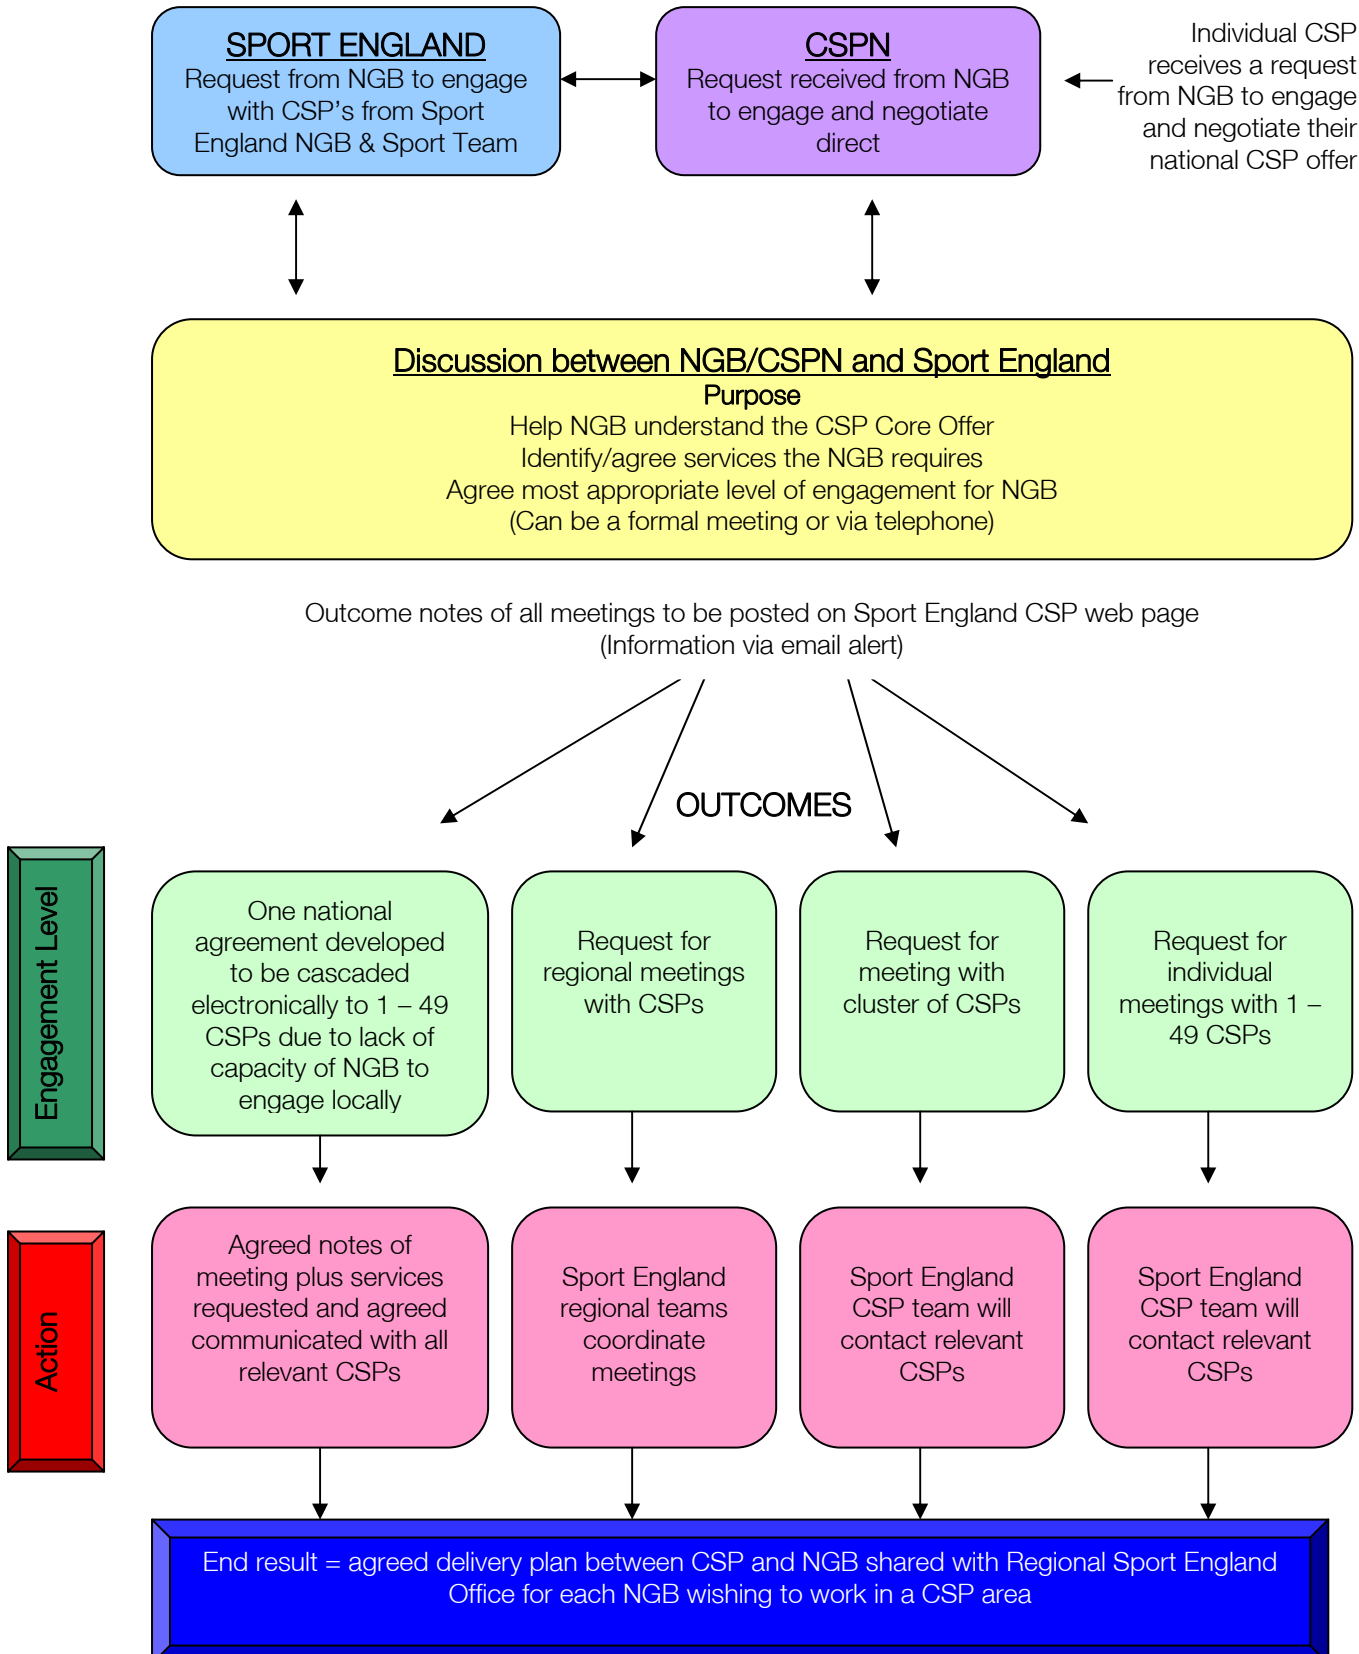 SPORT ENGLAND
Request from NGB to engage
with CSP's from Sport
England NGB & Sport Team
CSPN
Request received from NGB
to engage and negotiate
direct
Individual CSP
receives a request
from NGB to engage
and negotiate their
national CSP offer
Discussion between NGB/CSPN and Sport England
Purpose
Help NGB understand the CSP Core Offer
Identify/agree services the NGB requires
Agree most appropriate level of engagement for NGB
(Can be a formal meeting or via telephone)
Outcome notes of all meetings to be posted on Sport England CSP web page
(Information via email alert)
OUTCOMES
Engagement Level
One national
agreement developed
to be cascaded
electronically to 1 – 49
CSPs due to lack of
capacity of NGB to
engage locally
Request for
regional meetings
with CSPs
Request for
meeting with
cluster of CSPs
Request for
individual
meetings with 1 –
49 CSPs
Action
Agreed notes of
meeting plus services
requested and agreed
communicated with all
relevant CSPs
Sport England
regional teams
coordinate
meetings
Sport England
CSP team will
contact relevant
CSPs
Sport England
CSP team will
contact relevant
CSPs
End result = agreed delivery plan between CSP and NGB shared with Regional Sport England
Office for each NGB wishing to work in a CSP area